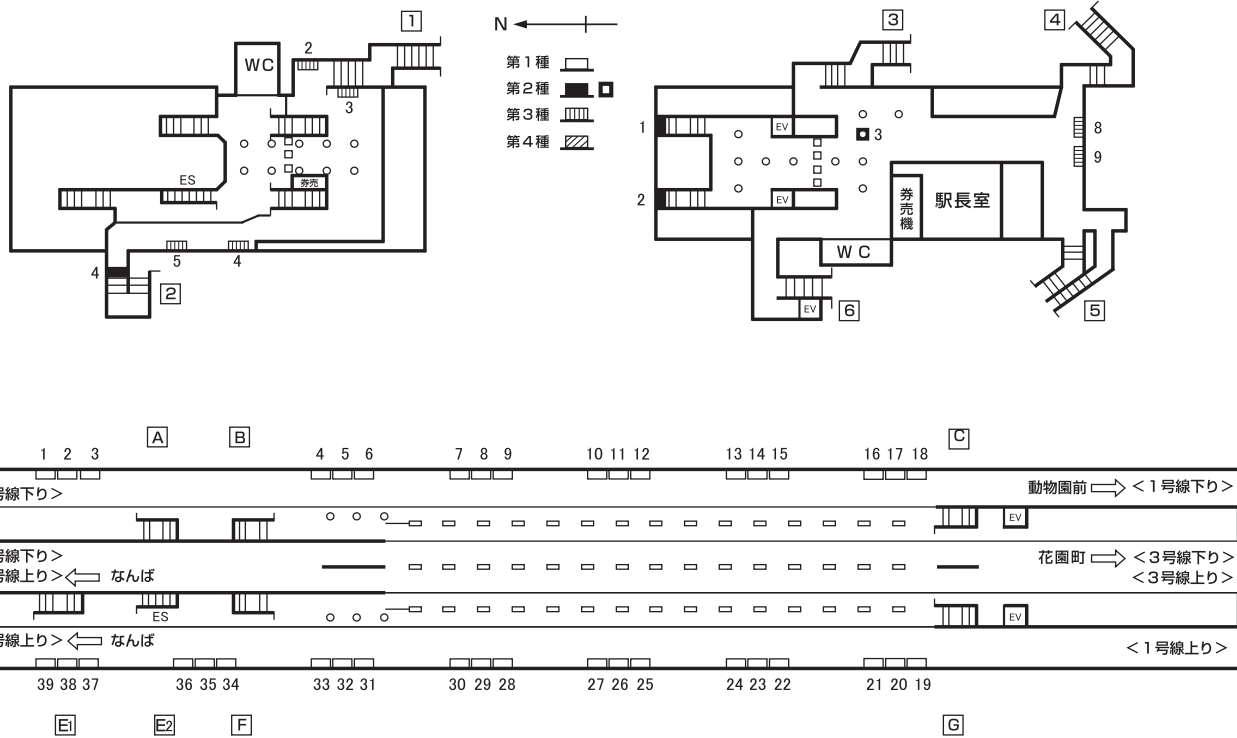 1
WC
2
3
ES
券売
5
4
4
2
N
第1種
第2種
第3種
第4種
3
4
EV
1
3
8
9
EV
2
券売機
駅長室
WC
EV
6
5
A
B
C
1 2 3 4 5 6 7 8 9 10 11 12 13 14 15 16 17 18
号線下り>
動物園前 <1号線下り>
EV
号線下り>
花園町 <3号線下り>
号線上り> なんば
<3号線上り>
ES
EV
号線上り> なんば
<1号線上り>
39 38 37 36 35 34 33 32 31 30 29 28 27 26 25 24 23 22 21 20 19
E1
E2
F
G